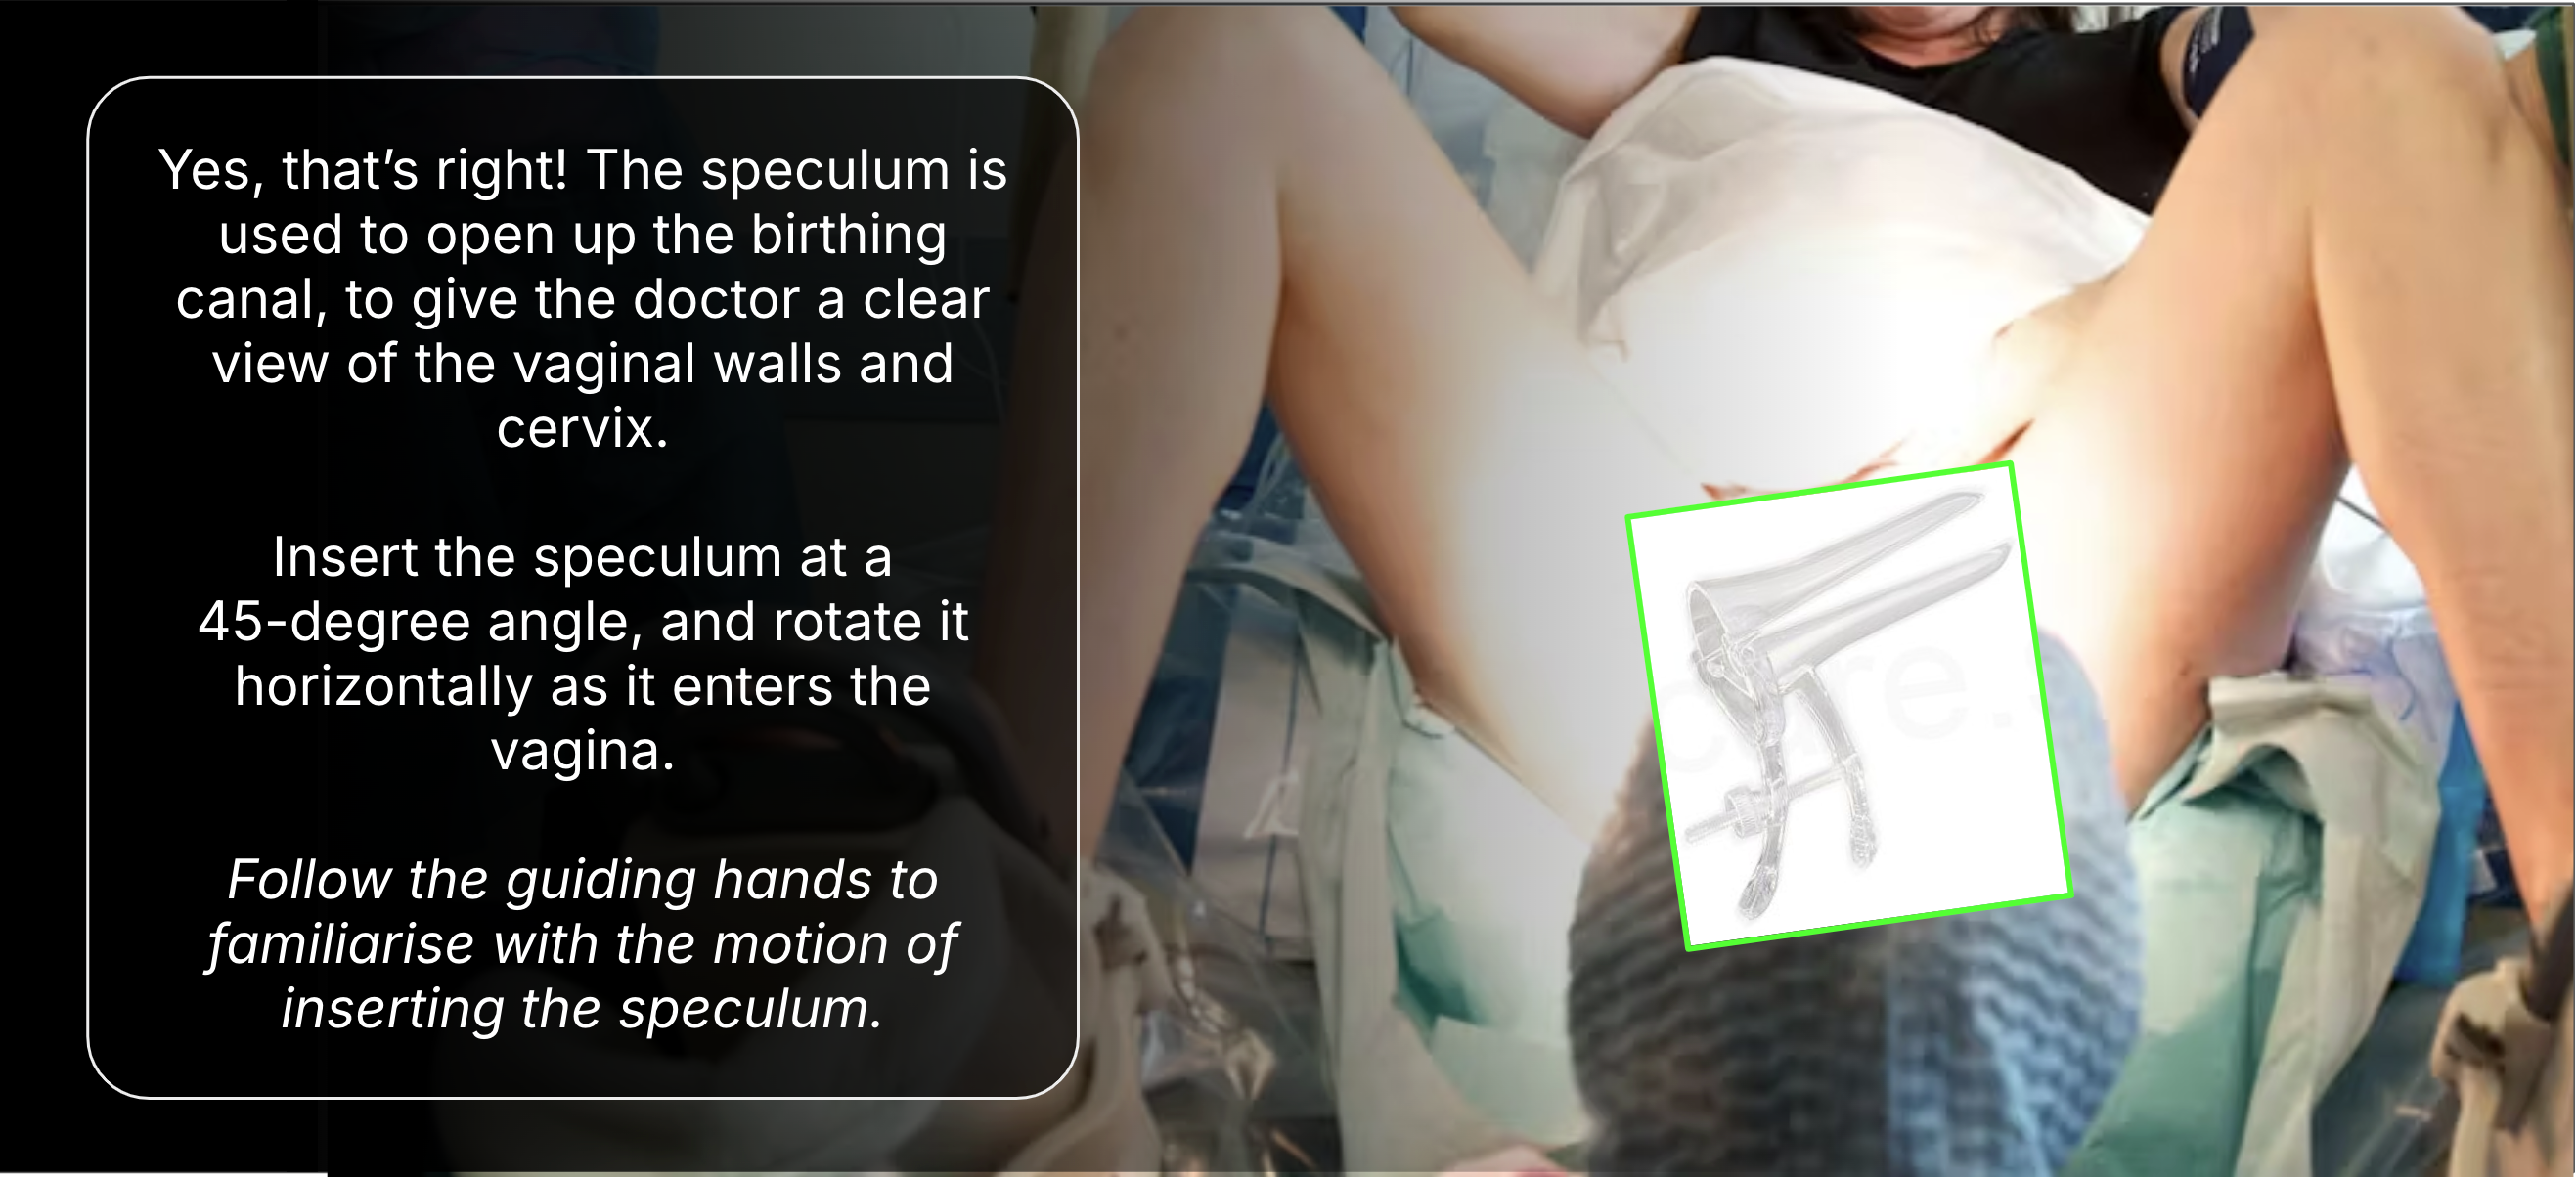 Yes, that’s right! The speculum is
used to open up the birthing
canal, to give the doctor a clear
view of the vaginal walls and
cervix.
Insert the speculum at a
45-degree angle, and rotate it
horizontally as it enters the
vagina.
Follow the guiding hands to
familiarise with the motion of
inserting the speculum.
care.